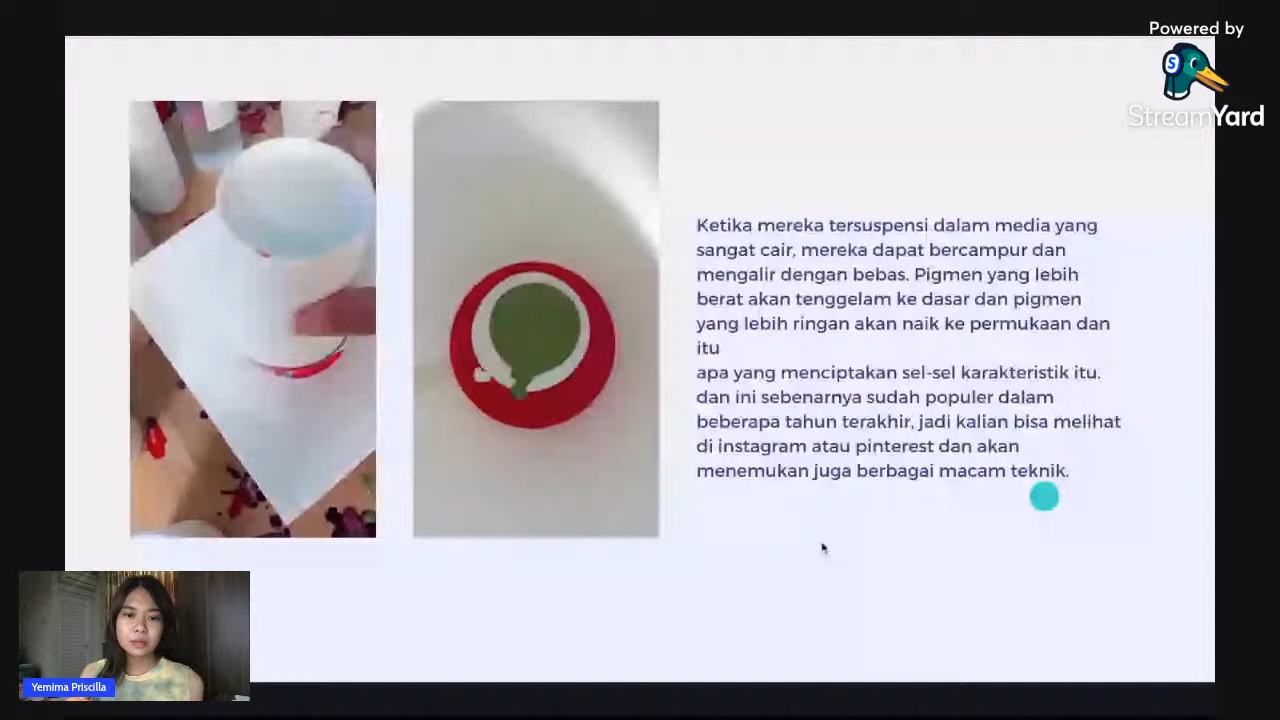 Powered by
S
StreamYard
Ketika mereka tersuspensi dalam media yang
sangat cair, mereka dapat bercampur dan
mengalir dengan bebas. Pigmen yang lebih
berat akan tenggelam ke dasar dan pigmen
yang lebih ringan akan naik ke permukaan dan
itu
apa yang menciptakan sel-sel karakteristik itu.
dan ini sebenarnya sudah populer dalam
beberapa tahun terakhir, jadi kalian bisa melihat
di instagram atau pinterest dan akan
menemukan juga berbagai macam teknik.
Yemima Priscilla